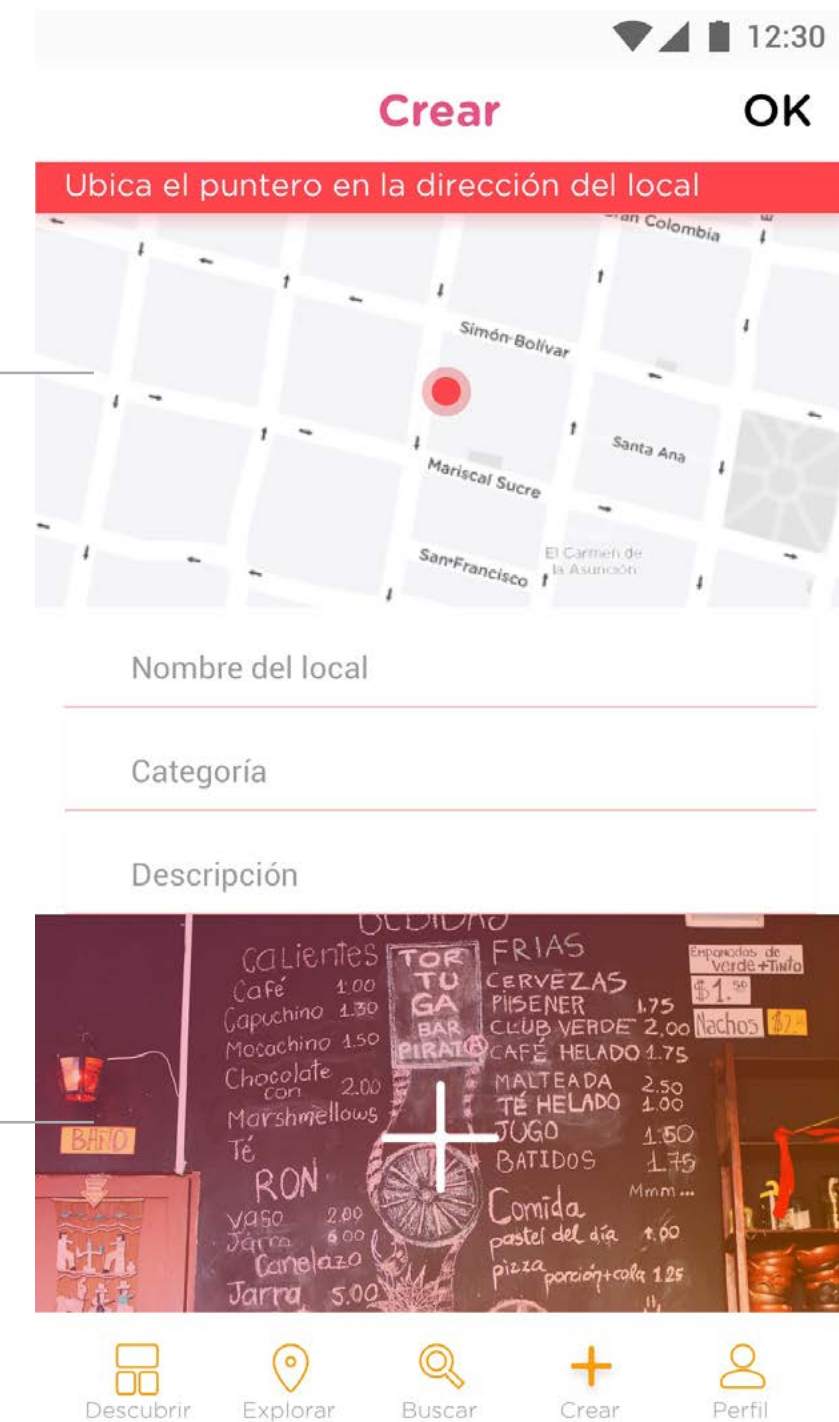 12:30
Crear
OK
Ubica el puntero en la dirección del local
Colombia
Simón Bolívar
Santa Ana
Mariscal Sucre
San Francisco
El Carmen de
la Asunción
Nombre del local
Categoría
Descripción
BEBIDAS
CALIENTES
Café 1.00
Capuchino 1.30
Mocachino 1.50
Chocolate
con 2.00
Marshmellows
Té
RON
vaso 2.00
Jarra 6.00
Canelazo
Jarra 5.00
TOR
TU
GA
BAR
PIRATA
FRIAS
CERVEZAS
PilSENER 1.75
CLUB VERDE 2.00
CAFÉ HELADO 1.75
MALTEADA 2.50
TÉ HELADO 1.00
JUGO 1.50
BATIDOS 1.75
Mmm...
Comida
pastel del día 1.00
pizza porción+cola 1.25
Empanadas de
verde+TiNTo
$1.50
Nachos
BAÑO
Descubrir
Explorar
Buscar
Crear
Perfil